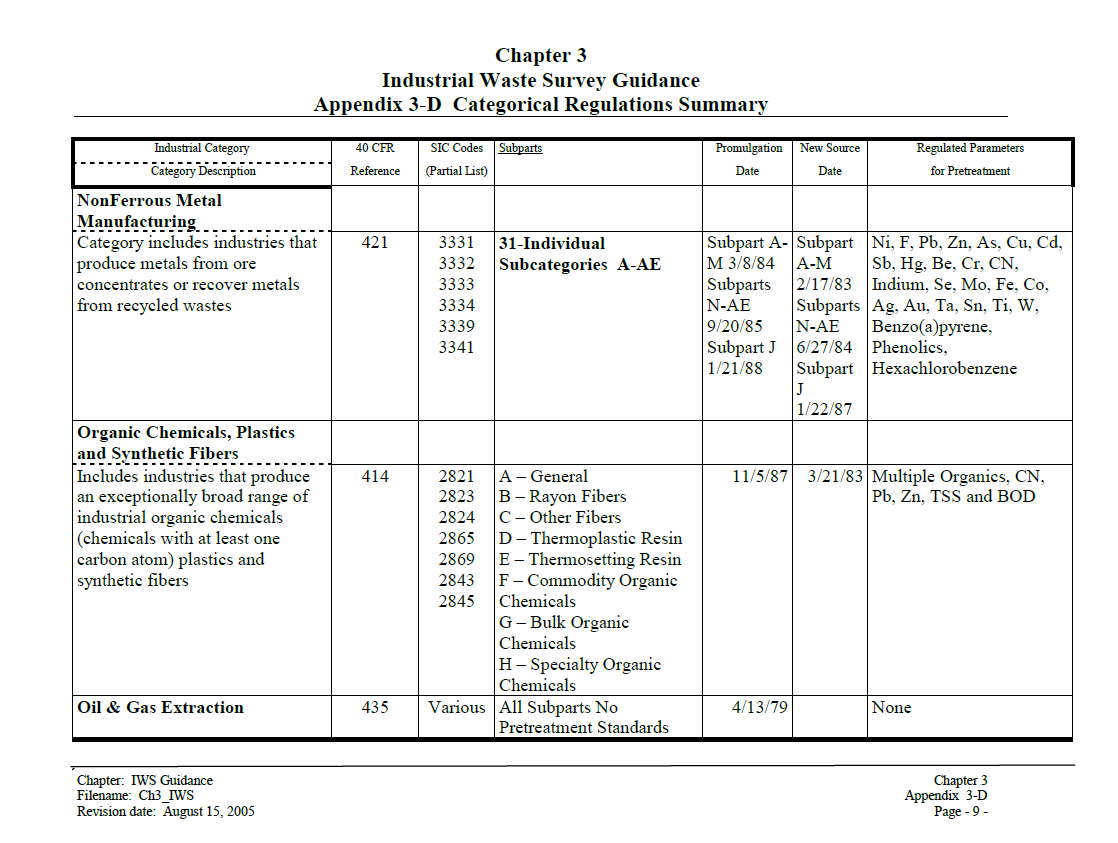 Chapter 3
Industrial Waste Survey Guidance
Appendix 3-D  Categorical Regulations Summary
Industrial Category
Category Description
40 CFR
Reference
SIC Codes
(Partial List)
Subparts
Promulgation
Date
New Source
Date
Regulated Parameters
for Pretreatment
NonFerrous Metal
Manufacturing
Category includes industries that
produce metals from ore
concentrates or recover metals
from recycled wastes
421
3331
3332
3333
3334
3339
3341
31-Individual
Subcategories  A-AE
Subpart A-
M 3/8/84
Subparts
N-AE
9/20/85
Subpart J
1/21/88
Subpart
A-M
2/17/83
Subparts
N-AE
6/27/84
Subpart
J
1/22/87
Ni, F, Pb, Zn, As, Cu, Cd,
Sb, Hg, Be, Cr, CN,
Indium, Se, Mo, Fe, Co,
Ag, Au, Ta, Sn, Ti, W,
Benzo(a)pyrene,
Phenolics,
Hexachlorobenzene
Organic Chemicals, Plastics
and Synthetic Fibers
Includes industries that produce
an exceptionally broad range of
industrial organic chemicals
(chemicals with at least one
carbon atom) plastics and
synthetic fibers
414
2821
2823
2824
2865
2869
2843
2845
A – General
B – Rayon Fibers
C – Other Fibers
D – Thermoplastic Resin
E – Thermosetting Resin
F – Commodity Organic
Chemicals
G – Bulk Organic
Chemicals
H – Specialty Organic
Chemicals
11/5/87
3/21/83
Multiple Organics, CN,
Pb, Zn, TSS and BOD
Oil & Gas Extraction
435
Various
All Subparts No
Pretreatment Standards
4/13/79
None
Chapter:  IWS Guidance
Filename:  Ch3_IWS
Revision date:  August 15, 2005
Chapter 3
Appendix  3-D
Page - 9 -